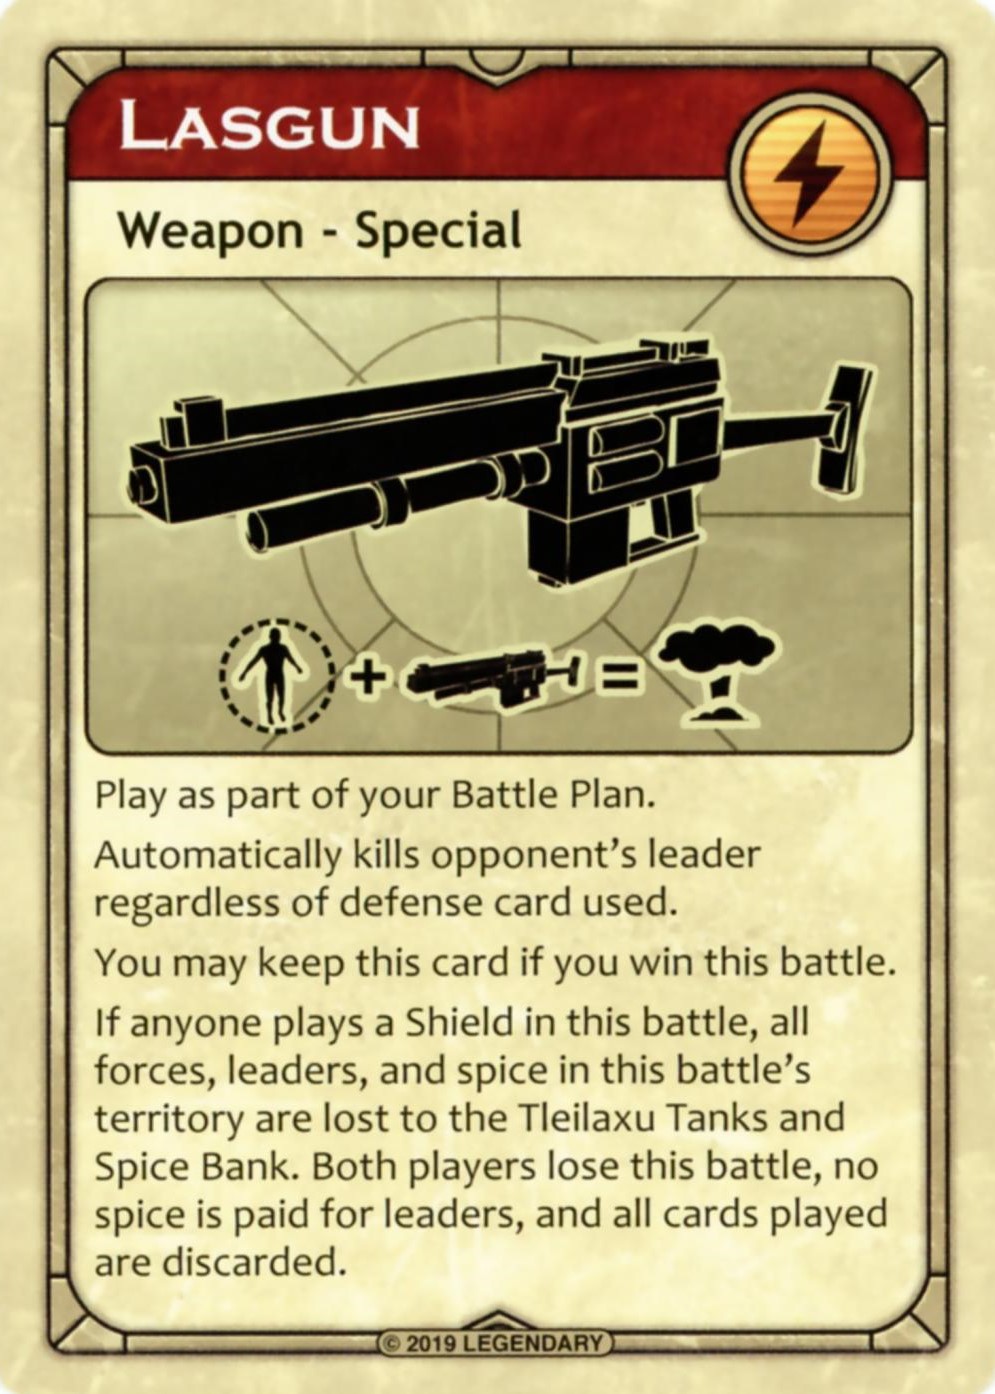 LASGUN
Weapon - Special
+ =
Play as part of your Battle Plan.
Automatically kills opponent's leader
regardless of defense card used.
You may keep this card if you win this battle.
If anyone plays a Shield in this battle, all
forces, leaders, and spice in this battle's
territory are lost to the Tleilaxu Tanks and
Spice Bank. Both players lose this battle, no
spice is paid for leaders, and all cards played
are discarded.
© 2019 LEGENDARY